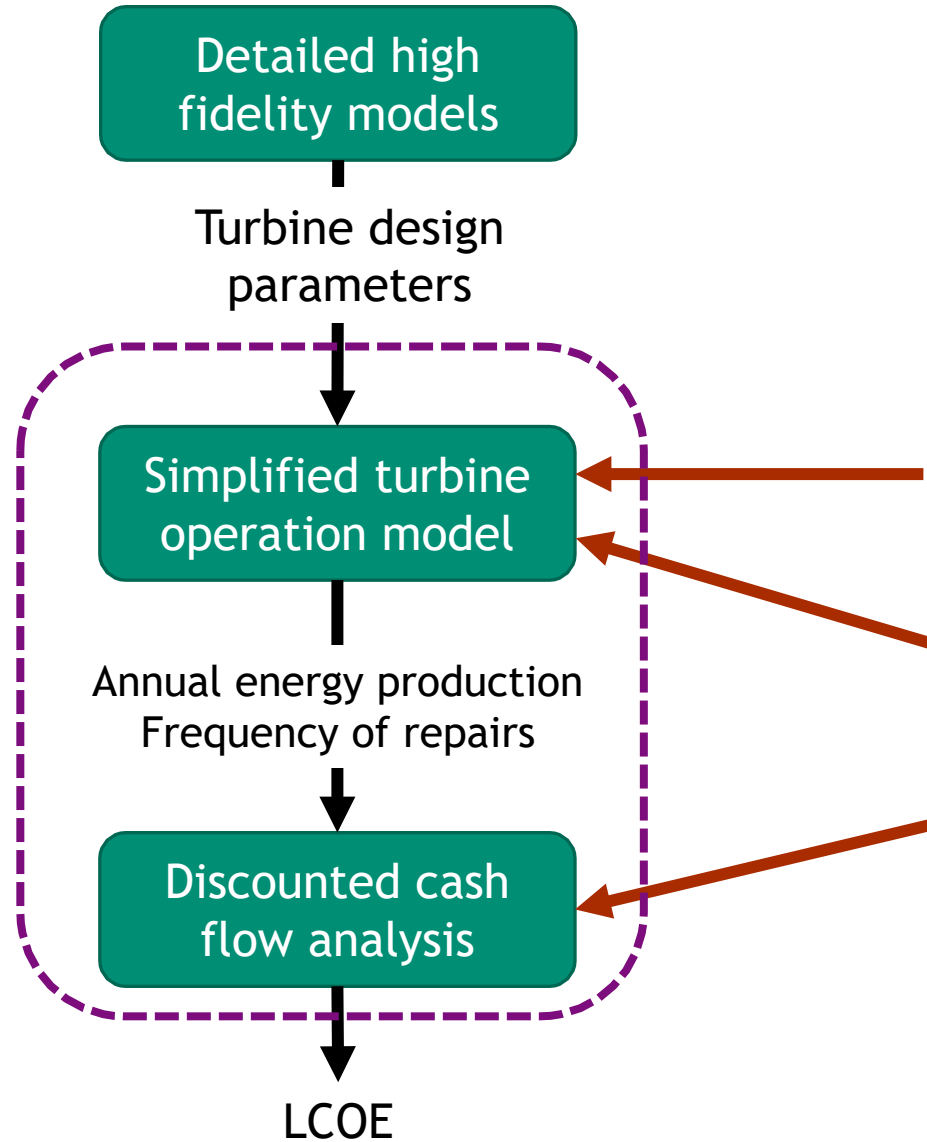 Detailed high
fidelity models
Turbine design
parameters
Simplified turbine
operation model
Annual energy production
Frequency of repairs
Discounted cash
flow analysis
LCOE